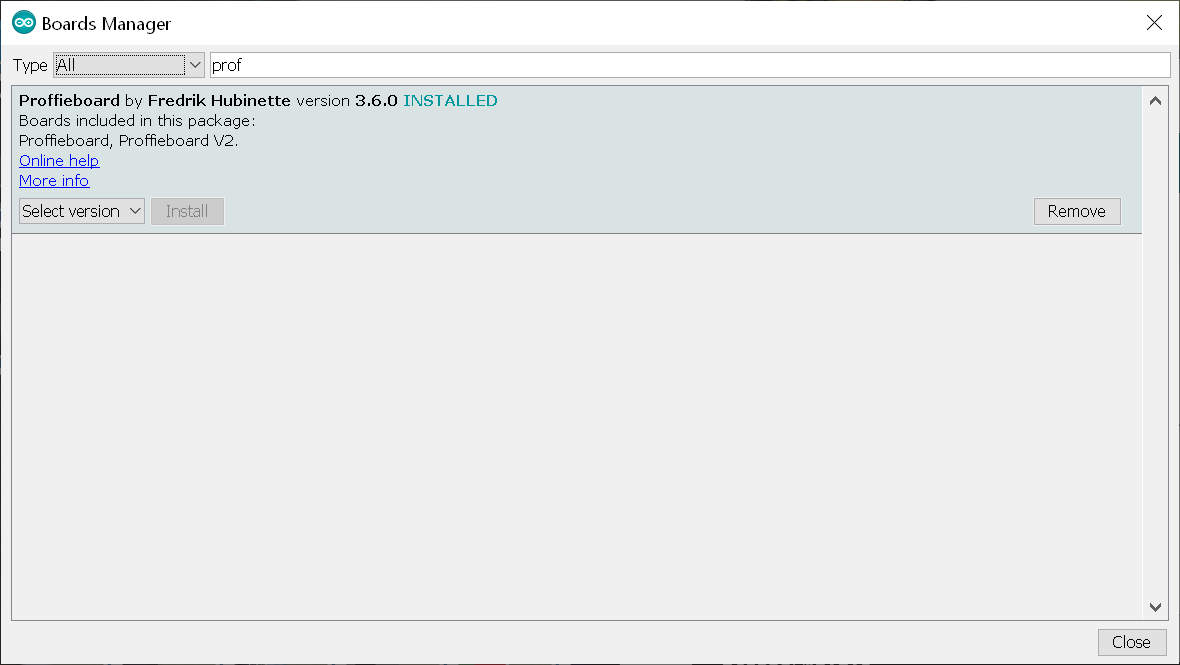 Boards Manager
Type All prof
Proffieboard by Fredrik Hubinette version 3.6.0 INSTALLED
Boards included in this package:
Proffieboard, Proffieboard V2.
Online help
More info
Select version Install Remove
Close